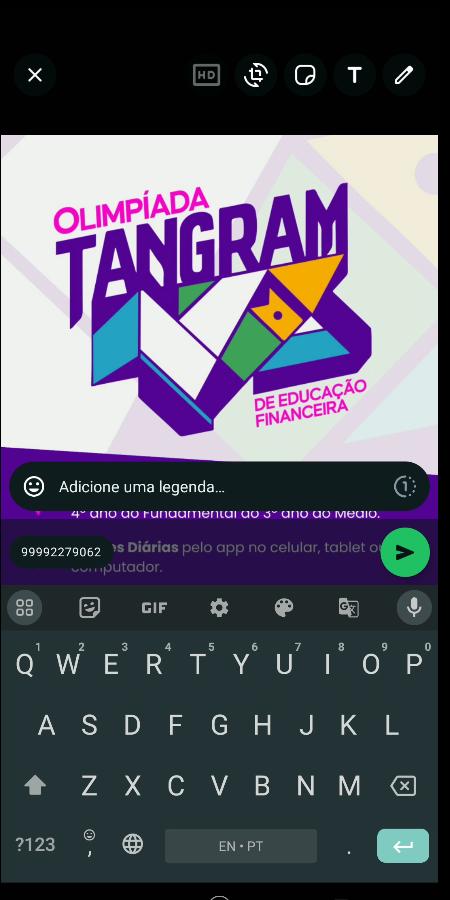 HD
T
OLIMPÍADA
TANGRAM
DE EDUCAÇÃO
FINANCEIRA
Adicione uma legenda...
1
4º ano do Fundamental ao 3º ano do Médio.
99992279062
Diárias pelo app no celular, tablet ou
computador.
GIF
1 2 3 4 5 6 7 8 9 0
Q W E R T Y U I O P
A S D F G H J K L
Z X C V B N M
?123 , EN • PT .